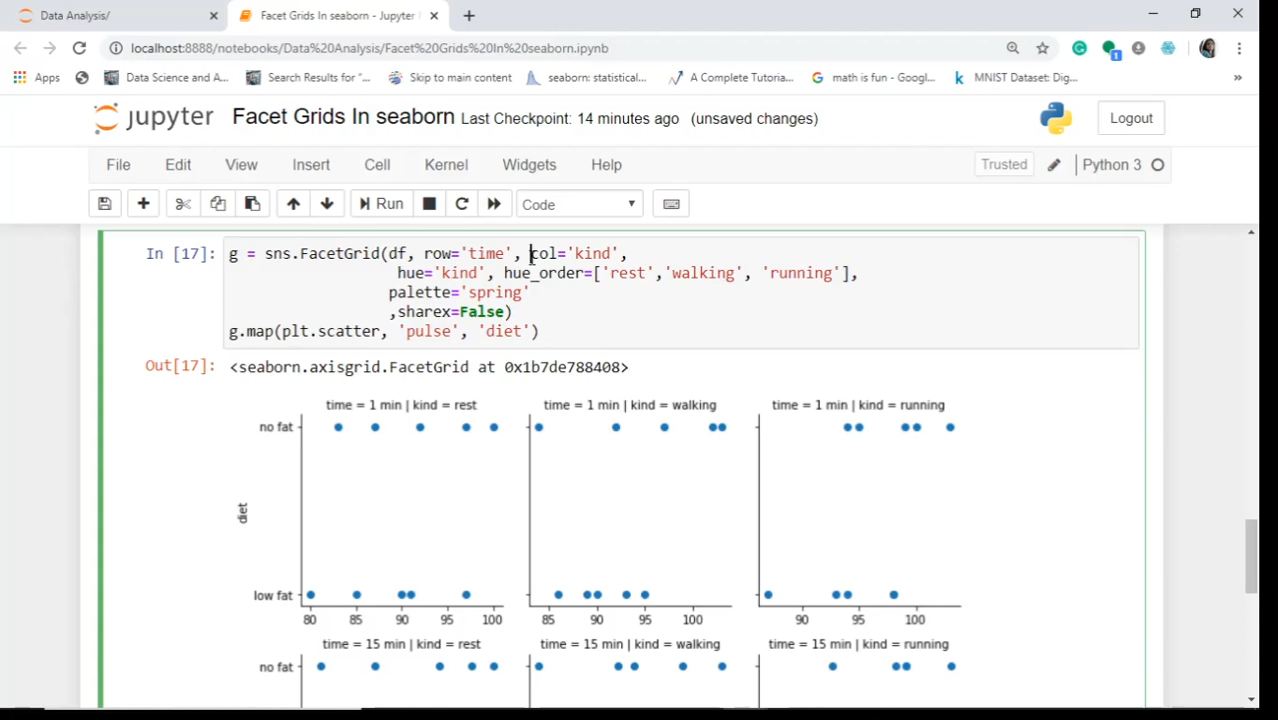 Data Analysis/
Facet Grids In seaborn - Jupyter
localhost:8888/notebooks/Data%20Analysis/Facet%20Grids%20In%20seaborn.ipynb
1
Apps
Data Science and A...
Search Results for "...
Skip to main content
seaborn: statistical...
A Complete Tutoria...
math is fun - Googl...
MNIST Dataset: Dig...
»
jupyter Facet Grids In seaborn Last Checkpoint: 14 minutes ago (unsaved changes)
Logout
File Edit View Insert Cell Kernel Widgets Help
Trusted
Python 3
Run
Code
In [17]: g = sns.FacetGrid(df, row='time', col='kind',
hue='kind', hue_order=['rest','walking', 'running'],
palette='spring'
,sharex=False)
g.map(plt.scatter, 'pulse', 'diet')
Out[17]: <seaborn.axisgrid.FacetGrid at 0x1b7de788408>
time = 1 min | kind = rest time = 1 min | kind = walking time = 1 min | kind = running
no fat
diet
low fat
80 85 90 95 100 85 90 95 100 90 95 100
time = 15 min | kind = rest time = 15 min | kind = walking time = 15 min | kind = running
no fat